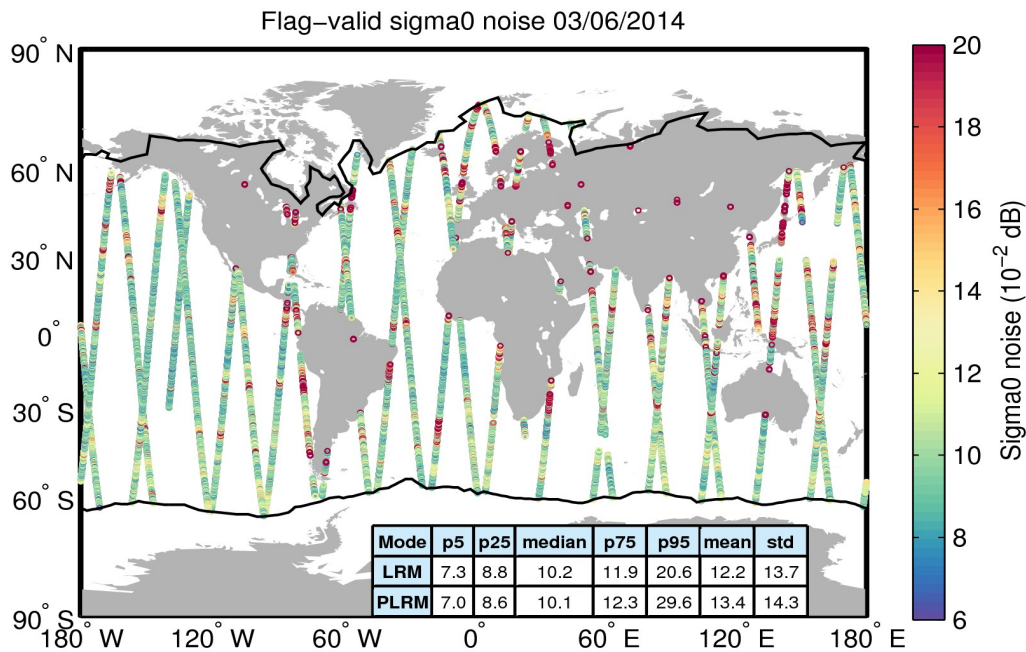 Flag−valid sigma0 noise 03/06/2014
90° N
60° N
30° N
0°
30° S
60° S
90° S
180° W
120° W
60° W
0°
60° E
120° E
180° E
Mode p5 p25 median p75 p95 mean std
LRM 7.3 8.8 10.2 11.9 20.6 12.2 13.7
PLRM 7.0 8.6 10.1 12.3 29.6 13.4 14.3
20
18
16
14
12
10
8
6
Sigma0 noise (10⁻² dB)